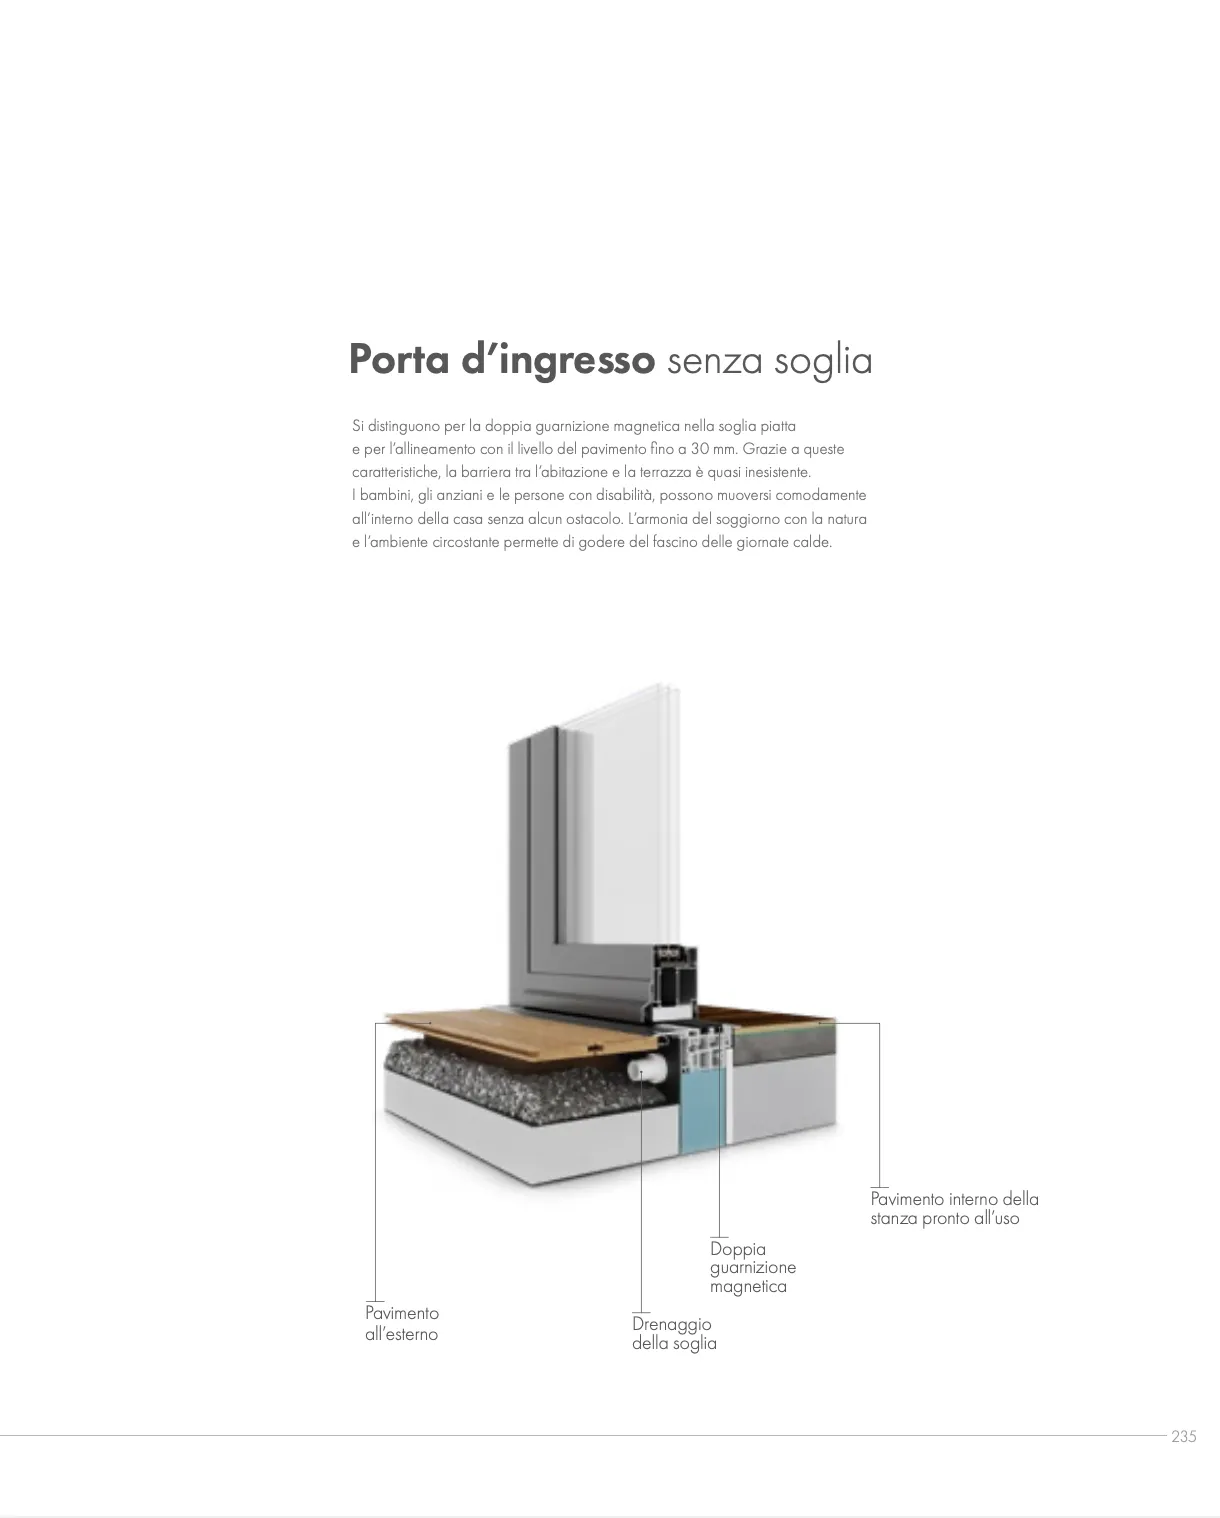 Porta d’ingresso senza soglia
Si distinguono per la doppia guarnizione magnetica nella soglia piatta
e per l’allineamento con il livello del pavimento fino a 30 mm. Grazie a queste
caratteristiche, la barriera tra l’abitazione e la terrazza è quasi inesistente.
I bambini, gli anziani e le persone con disabilità, possono muoversi comodamente
all’interno della casa senza alcun ostacolo. L’armonia del soggiorno con la natura
e l’ambiente circostante permette di godere del fascino delle giornate calde.
Pavimento interno della
stanza pronto all’uso
Doppia
guarnizione
magnetica
Pavimento
all’esterno
Drenaggio
della soglia
235